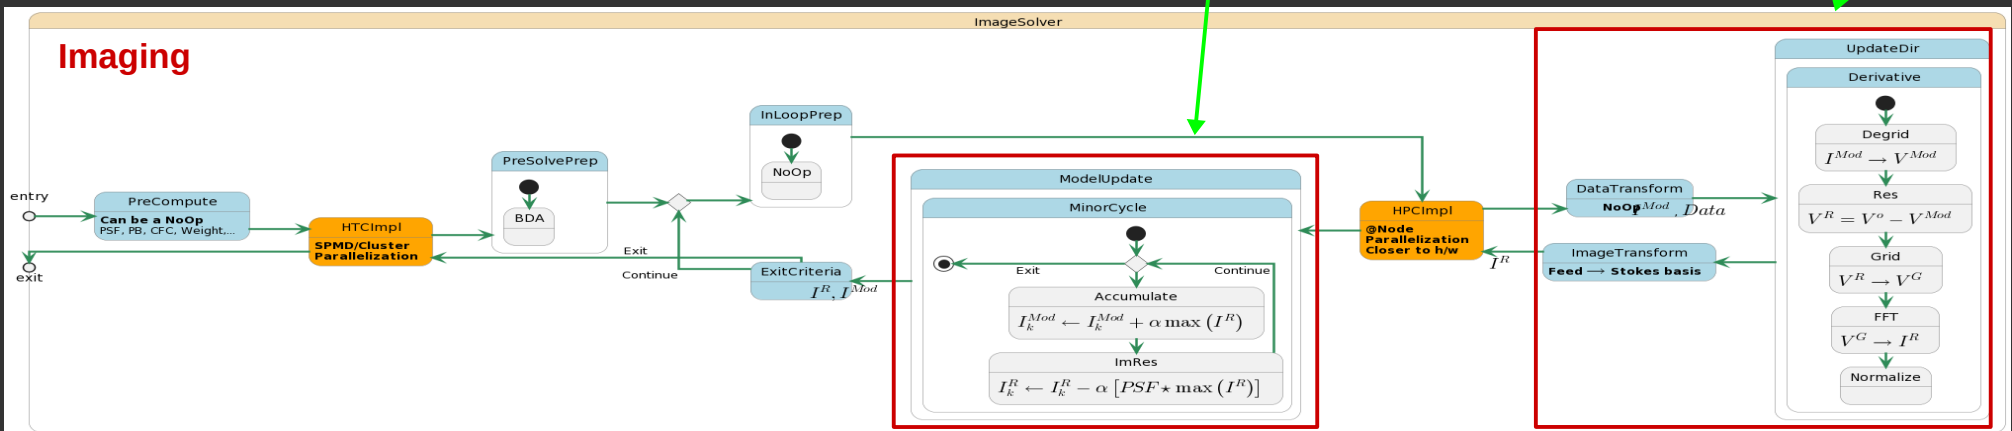 ImageSolver
Imaging
entry
exit
PreCompute
Can be a NoOp
PSF, PB, CFC, Weight,...
HTCImpl
SPMD/Cluster
Parallelization
PreSolvePrep
BDA
InLoopPrep
NoOp
Exit
Continue
ExitCriteria
I^R, I^Mod
ModelUpdate
MinorCycle
Exit
Continue
Accumulate
I_k^Mod ← I_k^Mod + α max (I^R)
ImRes
I_k^R ← I_k^R − α [PSF ⋆ max (I^R)]
HPCImpl
@Node
Parallelization
Closer to h/w
I^R
DataTransform
NoOp
I^Mod, Data
ImageTransform
Feed → Stokes basis
UpdateDir
Derivative
Degrid
I^Mod → V^Mod
Res
V^R = V^o − V^Mod
Grid
V^R → V^G
FFT
V^G → I^R
Normalize